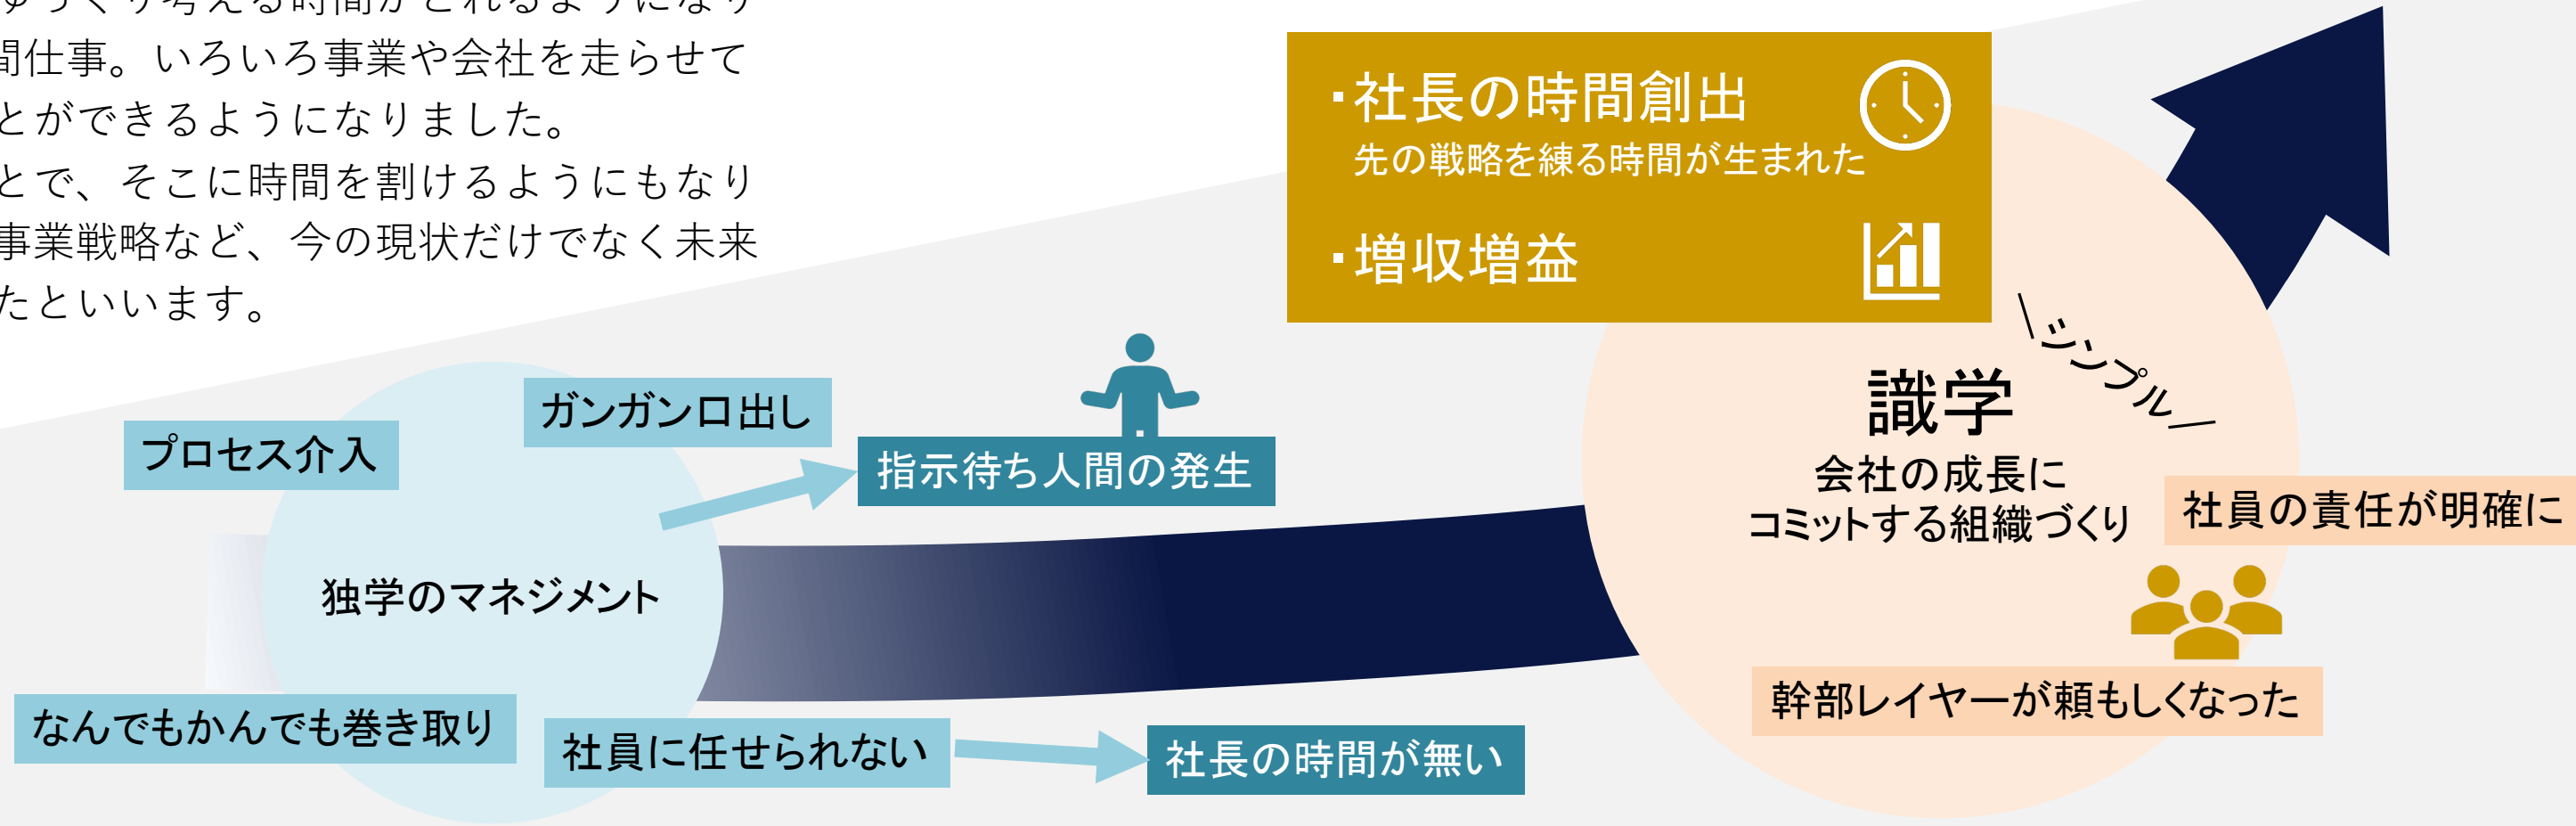 ゆっくり考える時間がとれるようになり
間仕事。いろいろ事業や会社を走らせて
とができるようになりました。
とで、そこに時間を割けるようにもなり
事業戦略など、今の現状だけでなく未来
たといいます。
・社長の時間創出
先の戦略を練る時間が生まれた
・増収増益
\シンプル/
識学
会社の成長に
コミットする組織づくり
社員の責任が明確に
幹部レイヤーが頼もしくなった
ガンガン口出し
プロセス介入
指示待ち人間の発生
独学のマネジメント
なんでもかんでも巻き取り
社員に任せられない
社長の時間が無い